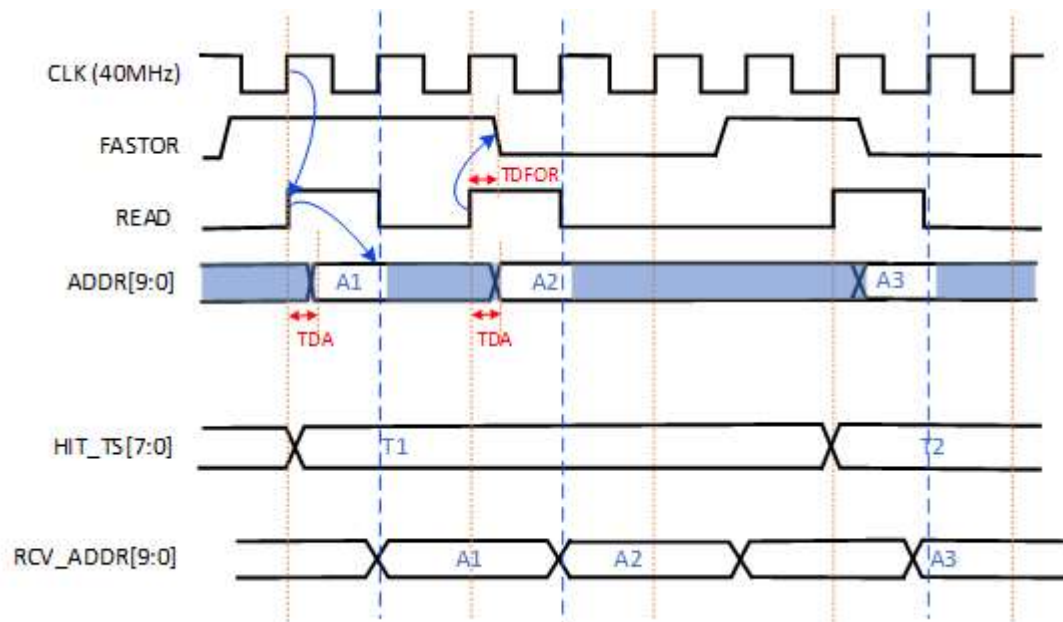 CLK (40MHz)
FASTOR
TDFOR
READ
ADDR[9:0]
A1
A2
A3
TDA
TDA
HIT_TS[7:0]
T1
T2
RCV_ADDR[9:0]
A1
A2
A3